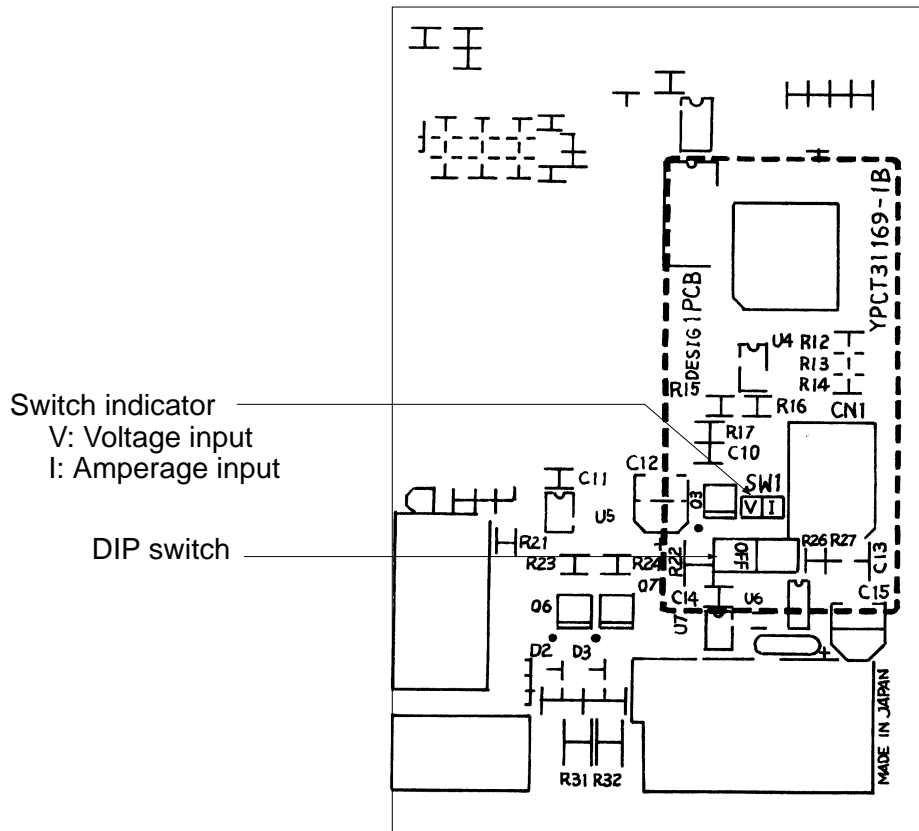 YPCT31169-1B
DESIG 1PCB
U4
R12
R13
R14
R15
R16
CN1
Switch indicator
V: Voltage input
I: Amperage input
R17
C10
C12
C11
SW1
Q3
V I
U5
DIP switch
R21
R23
R24
R22
OFF
R26
R27
C13
Q7
Q6
C14
U6
C15
U7
D2
D3
+
MADE IN JAPAN
R31
R32